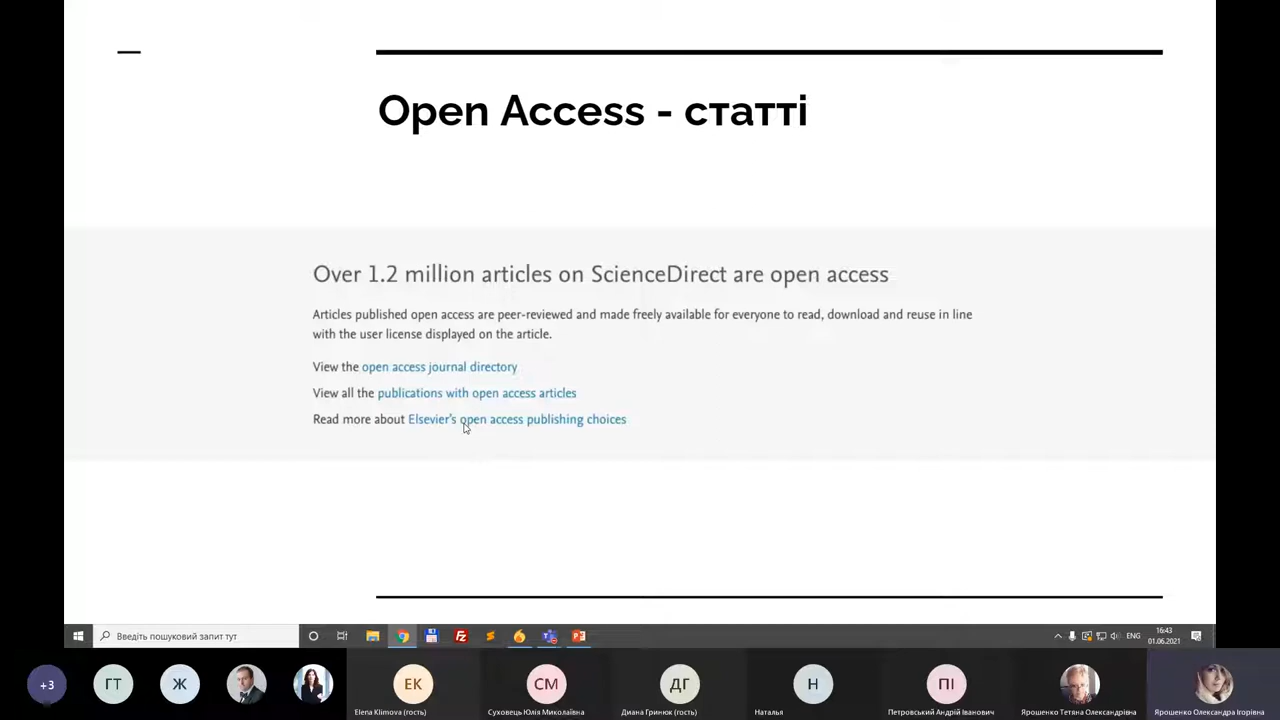 Open Access - статті
Over 1.2 million articles on ScienceDirect are open access
Articles published open access are peer-reviewed and made freely available for everyone to read, download and reuse in line
with the user license displayed on the article.
View the open access journal directory
View all the publications with open access articles
Read more about Elsevier's open access publishing choices
Введіть пошуковий запит тут
ENG
16:43
01.06.2021
+3
ГТ
Ж
ЕК
СМ
ДГ
Н
ПІ
Elena Klimova (гость)
Суховець Юлія Миколаївна
Диана Гринюк (гость)
Наталья
Петровський Андрій Іванович
Ярошенко Тетяна Олександрівна
Ярошенко Олександра Ігорівна